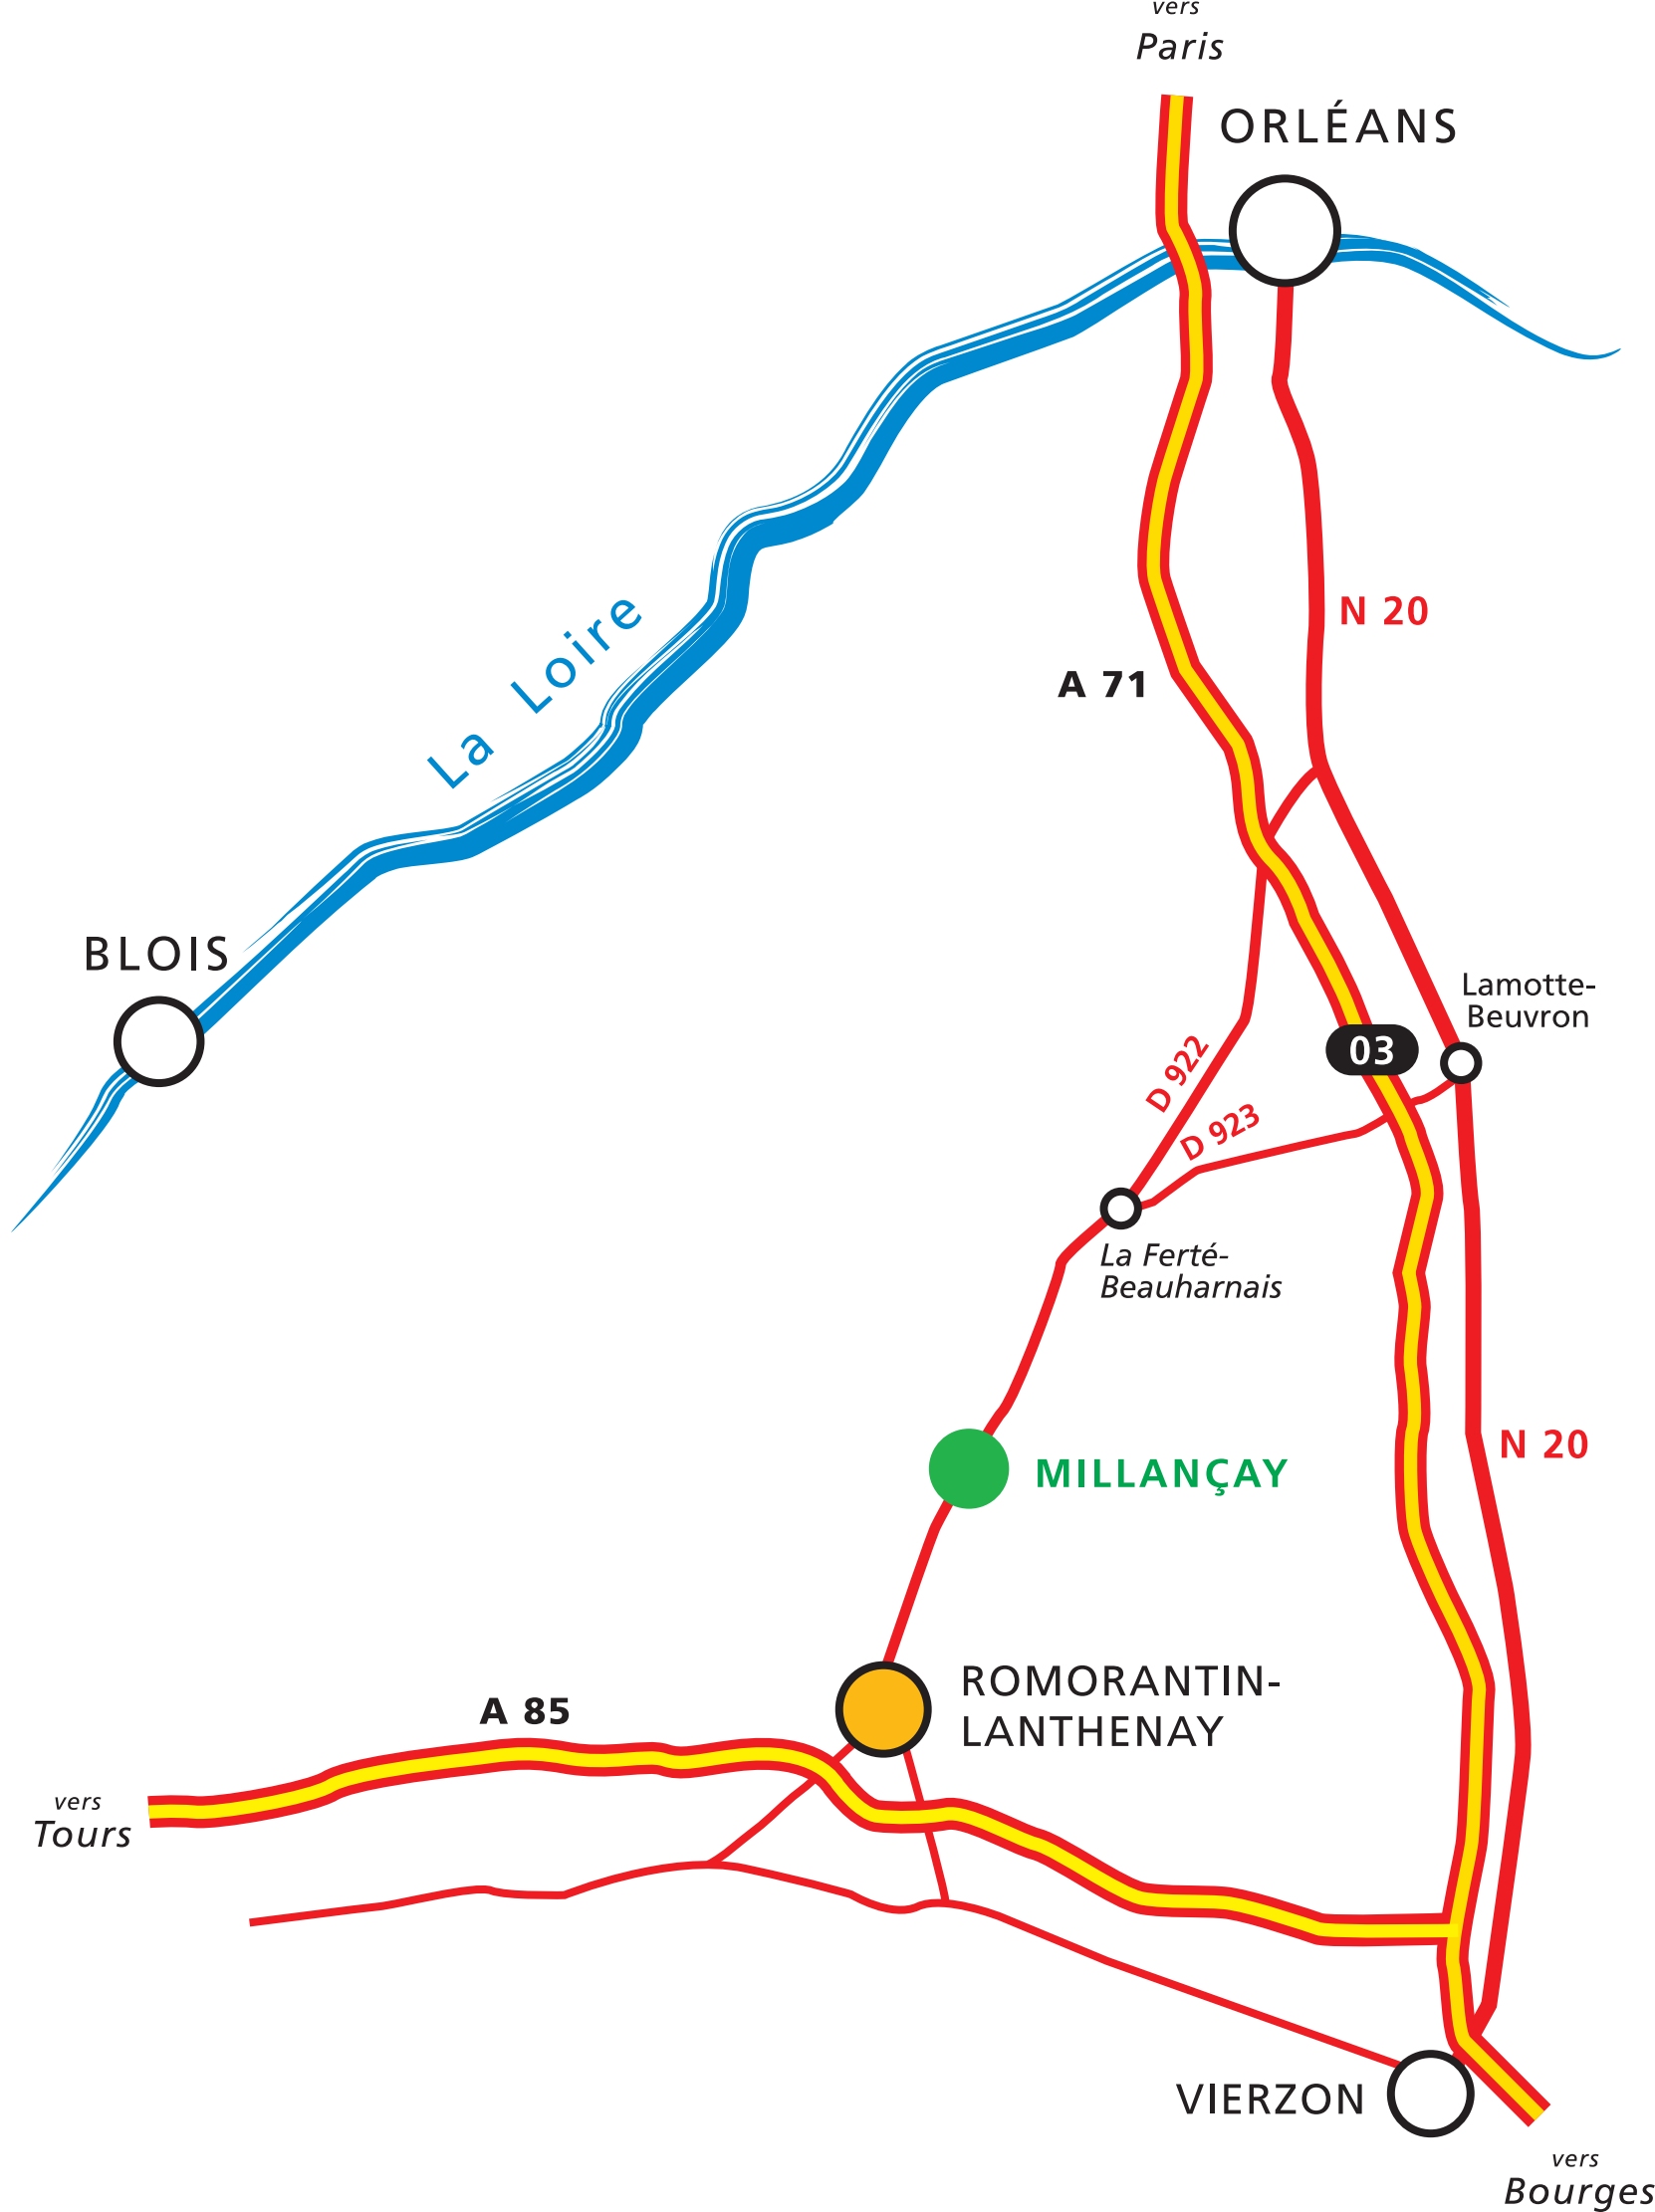 vers
Paris
ORLÉANS
N 20
La Loire
A 71
BLOIS
Lamotte-
Beuvron
03
D 922
D 923
La Ferté-
Beauharnais
N 20
MILLANÇAY
ROMORANTIN-
LANTHENAY
A 85
vers
Tours
VIERZON
vers
Bourges